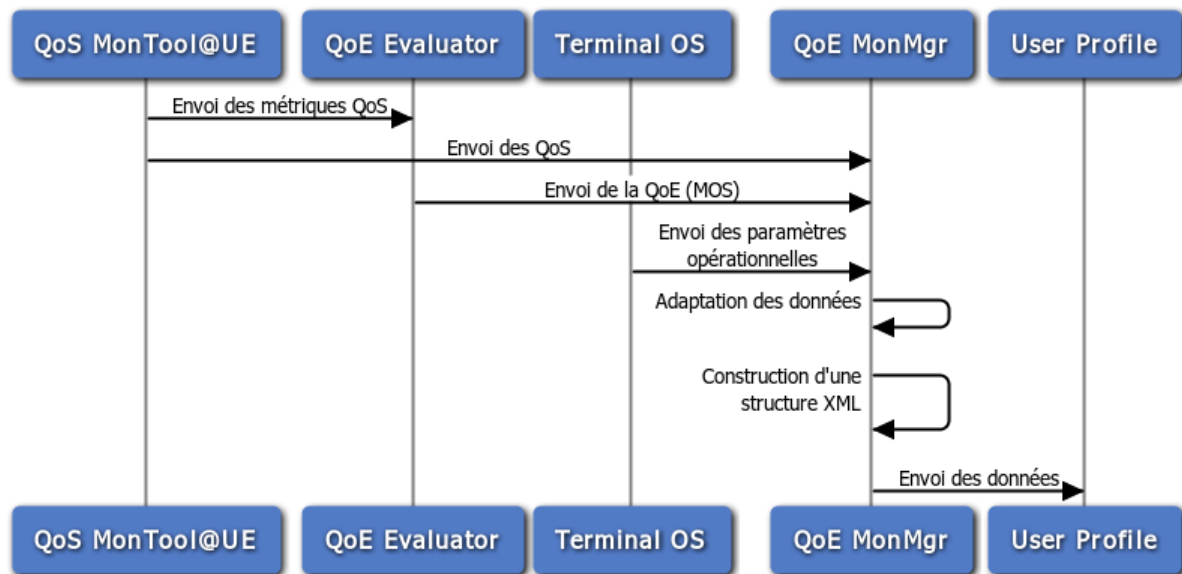 QoS MonTool@UE
QoE Evaluator
Terminal OS
QoE MonMgr
User Profile
Envoi des métriques QoS
Envoi des QoS
Envoi de la QoE (MOS)
Envoi des paramètres
opérationnelles
Adaptation des données
Construction d'une
structure XML
Envoi des données
QoS MonTool@UE
QoE Evaluator
Terminal OS
QoE MonMgr
User Profile